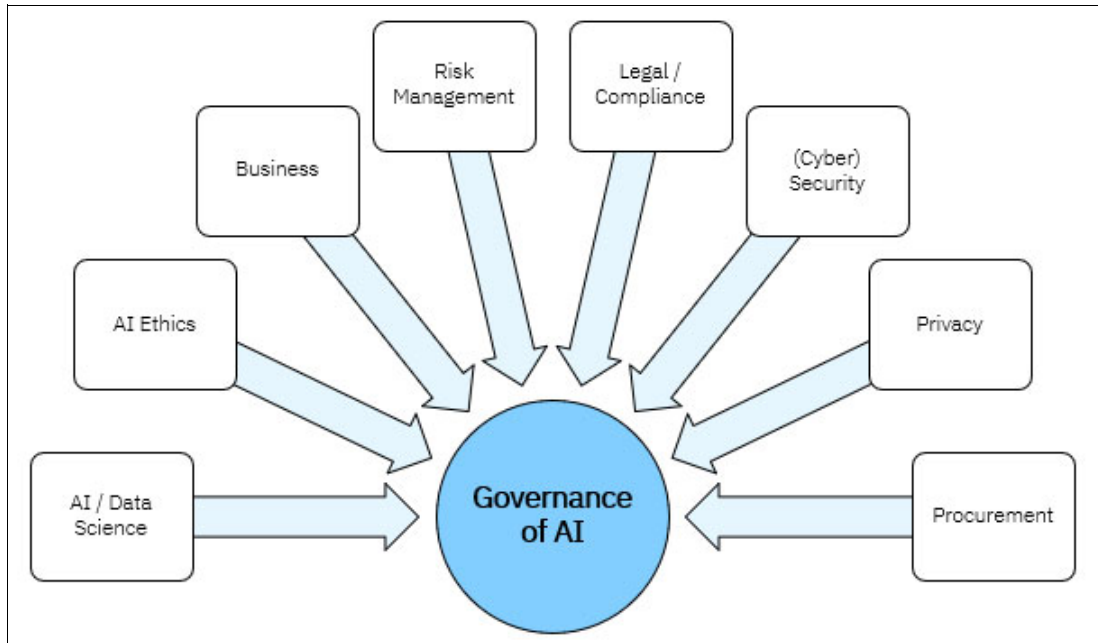 Risk
Management
Legal /
Compliance
Business
(Cyber)
Security
AI Ethics
Privacy
AI / Data
Science
Governance
of AI
Procurement